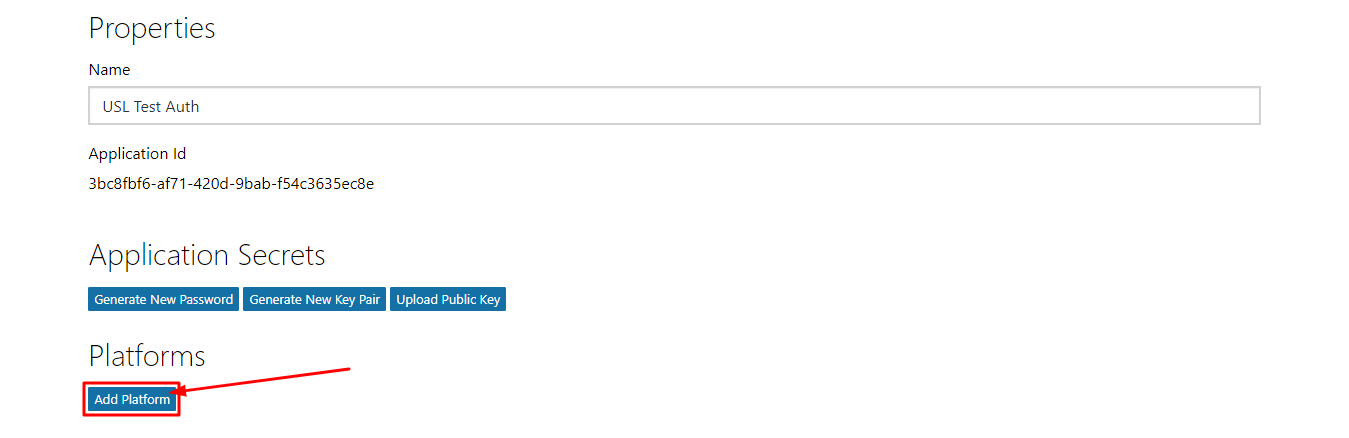 Properties
Name
USL Test Auth
Application Id
3bc8fbf6-af71-420d-9bab-f54c3635ec8e
Application Secrets
Generate New Password Generate New Key Pair Upload Public Key
Platforms
Add Platform